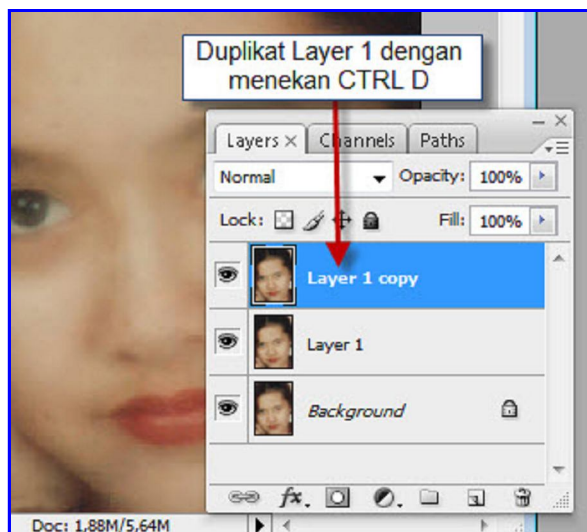 Duplikat Layer 1 dengan
menekan CTRL D
Layers × Channels Paths
Normal Opacity: 100%
Lock: Fill: 100%
Layer 1 copy
Layer 1
Background
fx.
Doc: 1,88M/5,64M